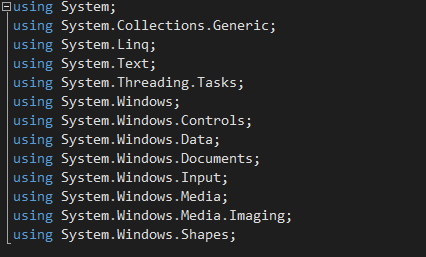 using System;
using System.Collections.Generic;
using System.Linq;
using System.Text;
using System.Threading.Tasks;
using System.Windows;
using System.Windows.Controls;
using System.Windows.Data;
using System.Windows.Documents;
using System.Windows.Input;
using System.Windows.Media;
using System.Windows.Media.Imaging;
using System.Windows.Shapes;